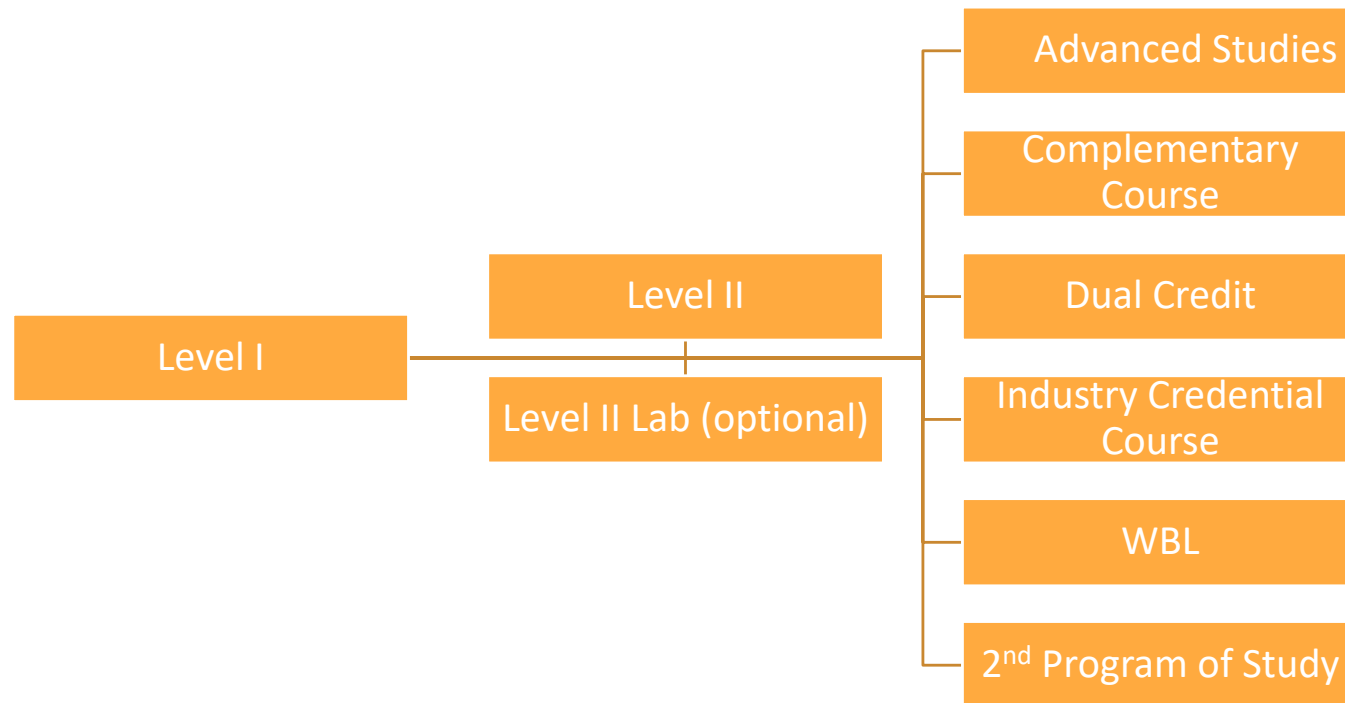 Level I
Level II
Level II Lab (optional)
Advanced Studies
Complementary
Course
Dual Credit
Industry Credential
Course
WBL
2nd Program of Study